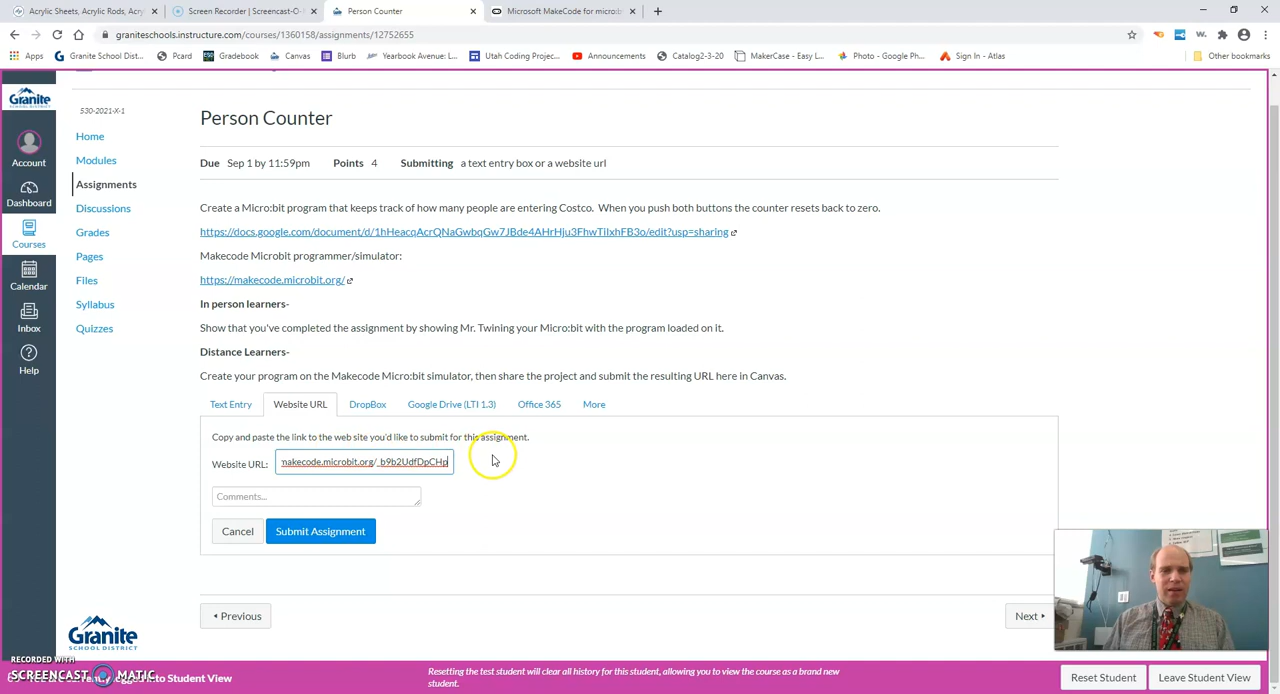 Acrylic Sheets, Acrylic Rods, Acry
Screen Recorder | Screencast-O-
Person Counter
Microsoft MakeCode for micro:b
graniteschools.instructure.com/courses/1360158/assignments/12752655
Apps
Granite School Dist...
Pcard
Gradebook
Canvas
Blurb
Yearbook Avenue -...
Utah Coding Projec...
Announcements
Catalog2-3-20
MakerCase - Easy L...
Photo - Google Ph...
Sign In - Atlas
Other bookmarks
Granite
SCHOOL DISTRICT
Account
Dashboard
Courses
Calendar
Inbox
Help
530-2021-X-1
Home
Modules
Assignments
Discussions
Grades
Pages
Files
Syllabus
Quizzes
Person Counter
Due Sep 1 by 11:59pm Points 4 Submitting a text entry box or a website url
Create a Micro:bit program that keeps track of how many people are entering Costco. When you push both buttons the counter resets back to zero.
https://docs.google.com/document/d/1hHeacqAcrQNaGwbqGw7JBde4AHrHju3FhwTiIxhFB3o/edit?usp=sharing
Makecode Microbit programmer/simulator:
https://makecode.microbit.org/
In person learners-
Show that you've completed the assignment by showing Mr. Twining your Micro:bit with the program loaded on it.
Distance Learners-
Create your program on the Makecode Micro:bit simulator, then share the project and submit the resulting URL here in Canvas.
Text Entry
Website URL
DropBox
Google Drive (LTI 1.3)
Office 365
More
Copy and paste the link to the web site you'd like to submit for this assignment.
Website URL: makecode.microbit.org/_b9b2UdfDpCHp
Comments...
Cancel
Submit Assignment
Previous
Next
Granite
SCHOOL DISTRICT
RECORDED WITH
SCREENCAST MATIC
currently logged into Student View
Resetting the test student will clear all history for this student, allowing you to view the course as a brand new
student.
Reset Student
Leave Student View